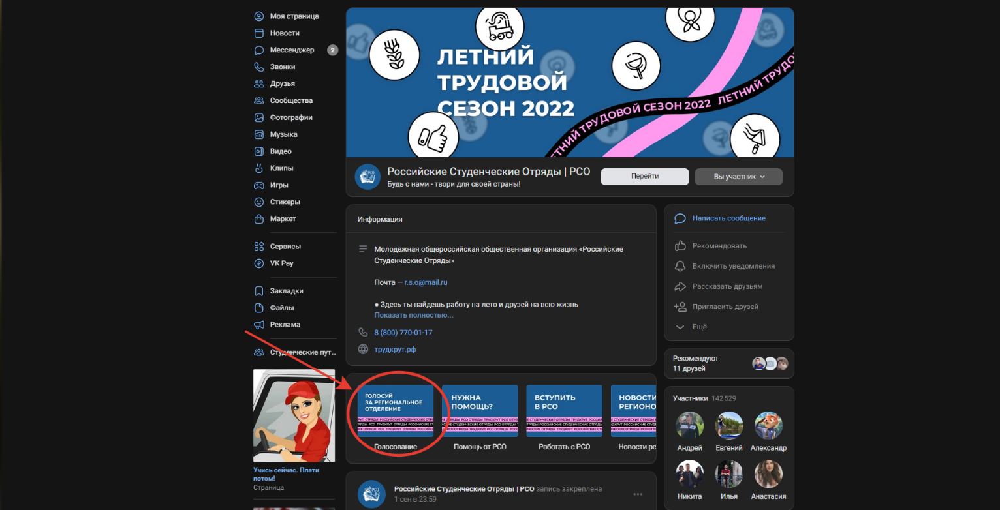 Моя страница
Новости
Мессенджер 2
Звонки
Друзья
Сообщества
Фотографии
Музыка
Видео
Клипы
Игры
Стикеры
Маркет
Сервисы
VK Pay
Закладки
Файлы
Реклама
Студенческие пут...
Учись сейчас. Плати
потом!
Страница
ЛЕТНИЙ
ТРУДОВОЙ
СЕЗОН 2022
ЛЕТНИЙ ТРУДОВОЙ СЕЗОН 2022 ЛЕТНИЙ ТРУДО
РСО
Российские Студенческие Отряды | РСО
Будь с нами - твори для своей страны!
Перейти
Вы участник
Информация
Молодежная общероссийская общественная организация «Российские
Студенческие Отряды»
Почта — r.s.o@mail.ru
● Здесь ты найдешь работу на лето и друзей на всю жизнь
Показать полностью...
8 (800) 770-01-17
трудкрут.рф
ГОЛОСУЙ
ЗА РЕГИОНАЛЬНОЕ
ОТДЕЛЕНИЕ
Голосование
НУЖНА
ПОМОЩЬ?
Помощь от РСО
ВСТУПИТЬ
В РСО
Работать с РСО
НОВОСТИ
РЕГИОНО
Новости ре
РСО
Российские Студенческие Отряды | РСО запись закреплена
1 сен в 23:59
Написать сообщение
Рекомендовать
Включить уведомления
Рассказать друзьям
Пригласить друзей
Ещё
Рекомендуют
11 друзей
Участники 142 529
Андрей
Евгений
Александр
Никита
Илья
Анастасия